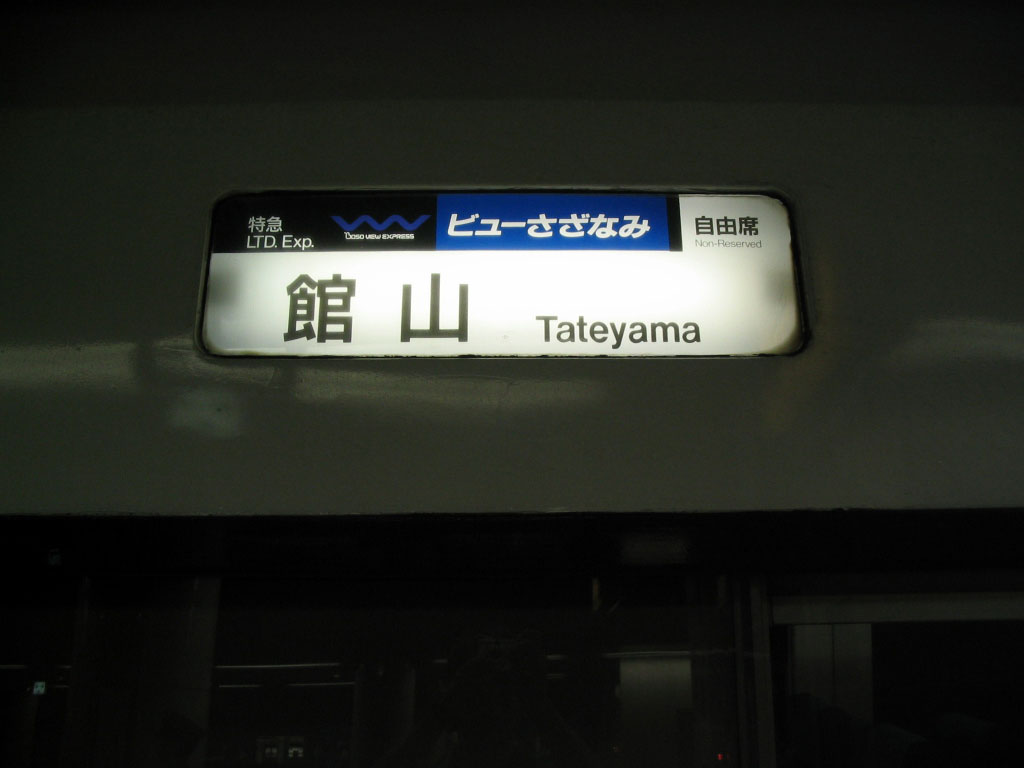 特急
LTD. Exp.
BOSO VIEW EXPRESS
ビューさざなみ
自由席
Non-Reserved
館山 Tateyama